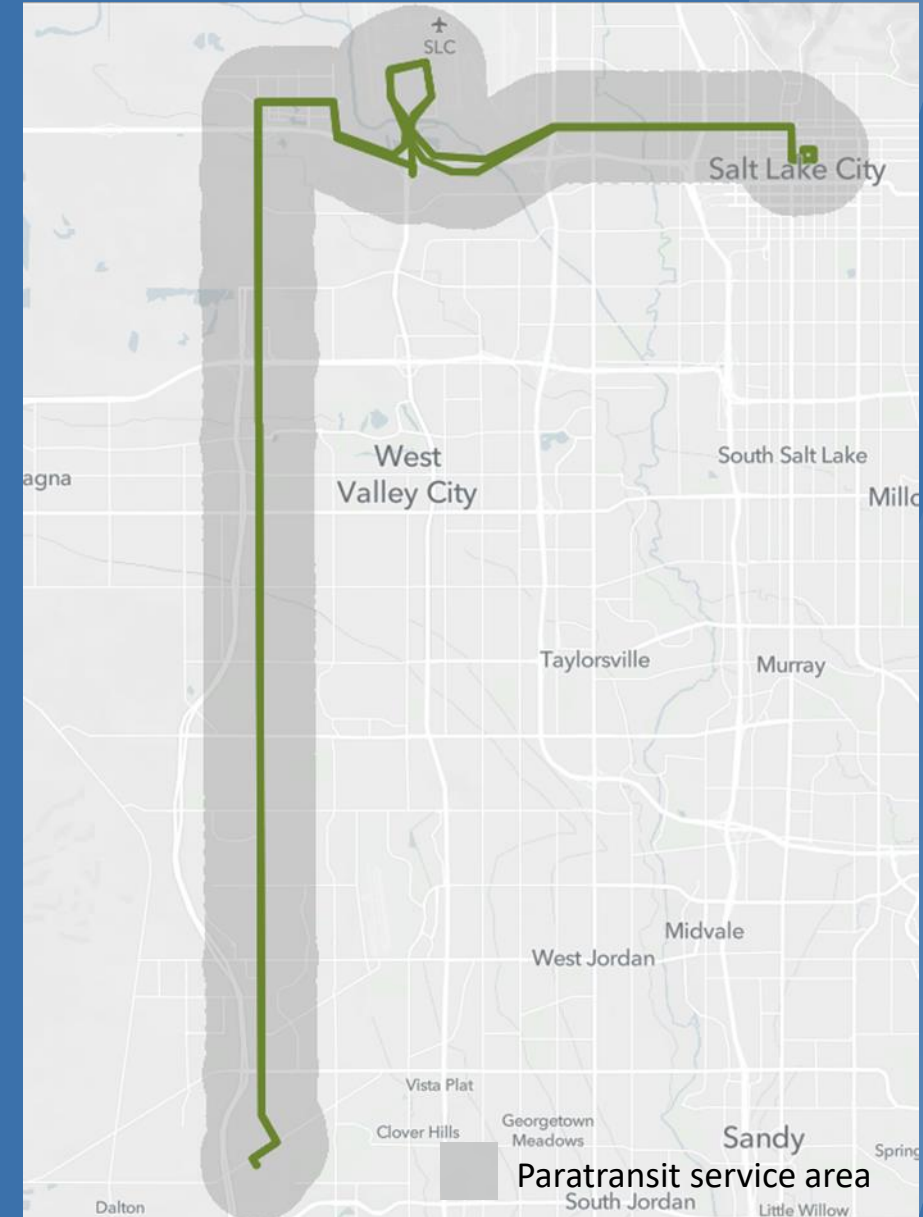 SLC
Salt Lake City
West
Valley City
South Salt Lake
agna
Millc
Taylorsville
Murray
Midvale
West Jordan
Vista Plat
Clover Hills
Georgetown
Meadows
Sandy
Spring
Paratransit service area
Dalton
South Jordan
Little Willow